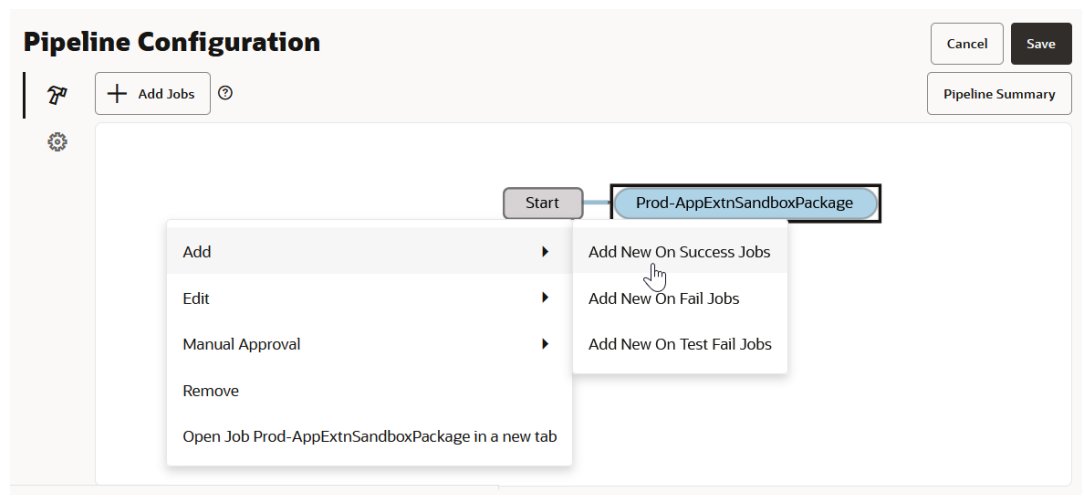 Pipeline Configuration
Cancel
Save
Add Jobs
Pipeline Summary
Start
Prod-AppExtnSandboxPackage
Add
Add New On Success Jobs
Edit
Add New On Fail Jobs
Manual Approval
Add New On Test Fail Jobs
Remove
Open Job Prod-AppExtnSandboxPackage in a new tab